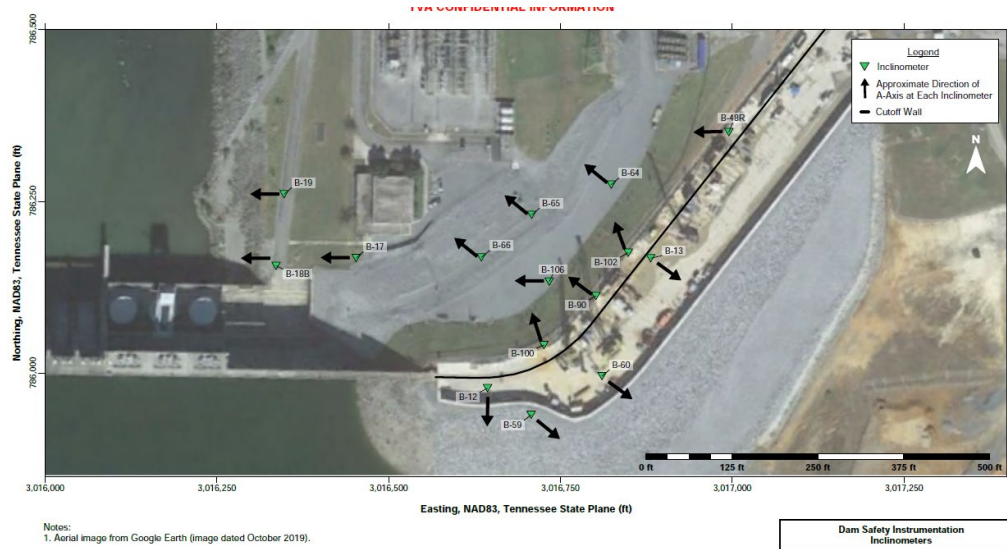 TVA CONFIDENTIAL INFORMATION
786,500
786,250
786,000
Northing, NAD83, Tennessee State Plane (ft)
Legend
Inclinometer
Approximate Direction of
A-Axis at Each Inclinometer
Cutoff Wall
N
B-48R
B-19
B-64
B-65
B-17
B-66
B-102
B-13
B-18B
B-106
B-90
B-100
B-60
B-12
B-59
0 ft
125 ft
250 ft
375 ft
500 ft
3,016,000
3,016,250
3,016,500
3,016,750
3,017,000
3,017,250
Easting, NAD83, Tennessee State Plane (ft)
Notes:
1. Aerial image from Google Earth (image dated October 2019).
Dam Safety Instrumentation
Inclinometers